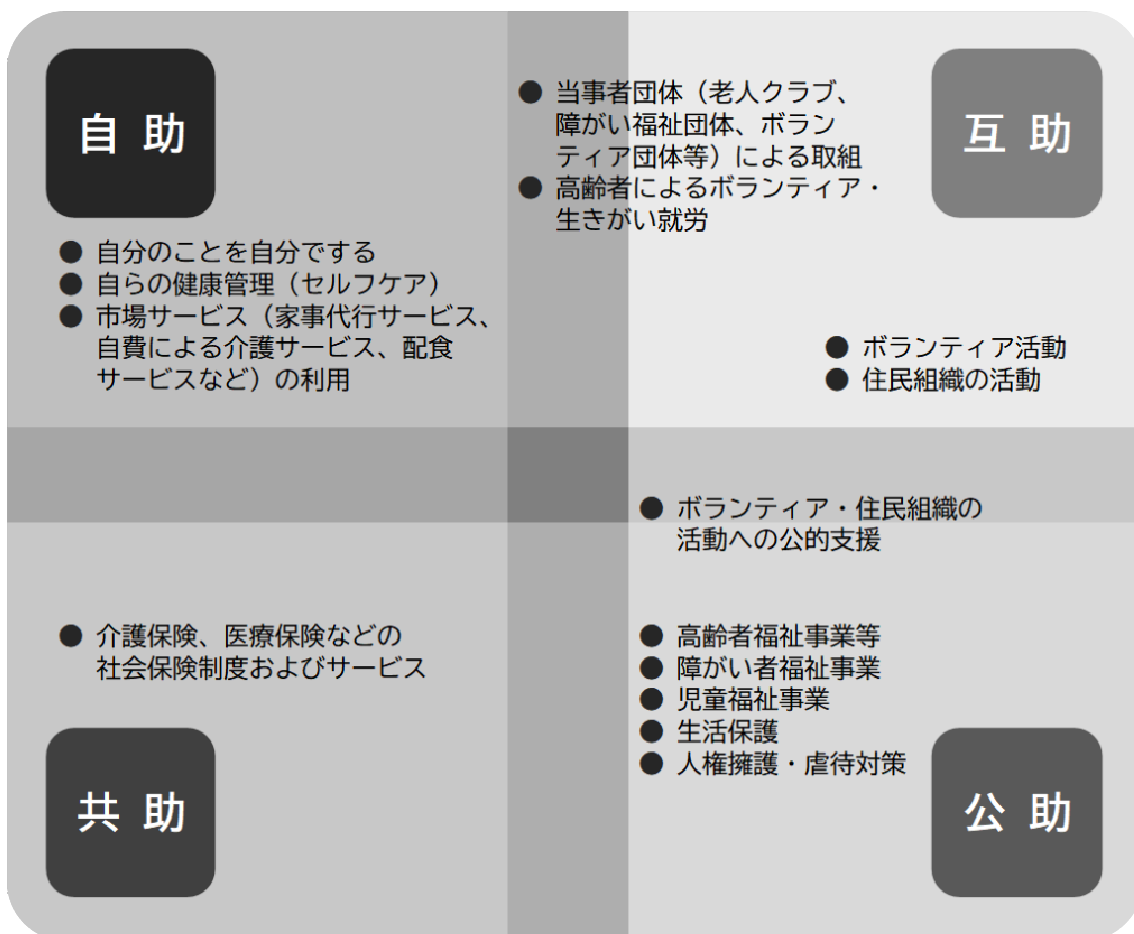 自助
● 自分のことを自分でする
● 自らの健康管理（セルフケア）
● 市場サービス（家事代行サービス、
自費による介護サービス、配食
サービスなど）の利用
● 当事者団体（老人クラブ、
障がい福祉団体、ボラン
ティア団体等）による取組
● 高齢者によるボランティア・
生きがい就労
互助
● ボランティア活動
● 住民組織の活動
● ボランティア・住民組織の
活動への公的支援
● 介護保険、医療保険などの
社会保険制度およびサービス
共助
● 高齢者福祉事業等
● 障がい者福祉事業
● 児童福祉事業
● 生活保護
● 人権擁護・虐待対策
公助